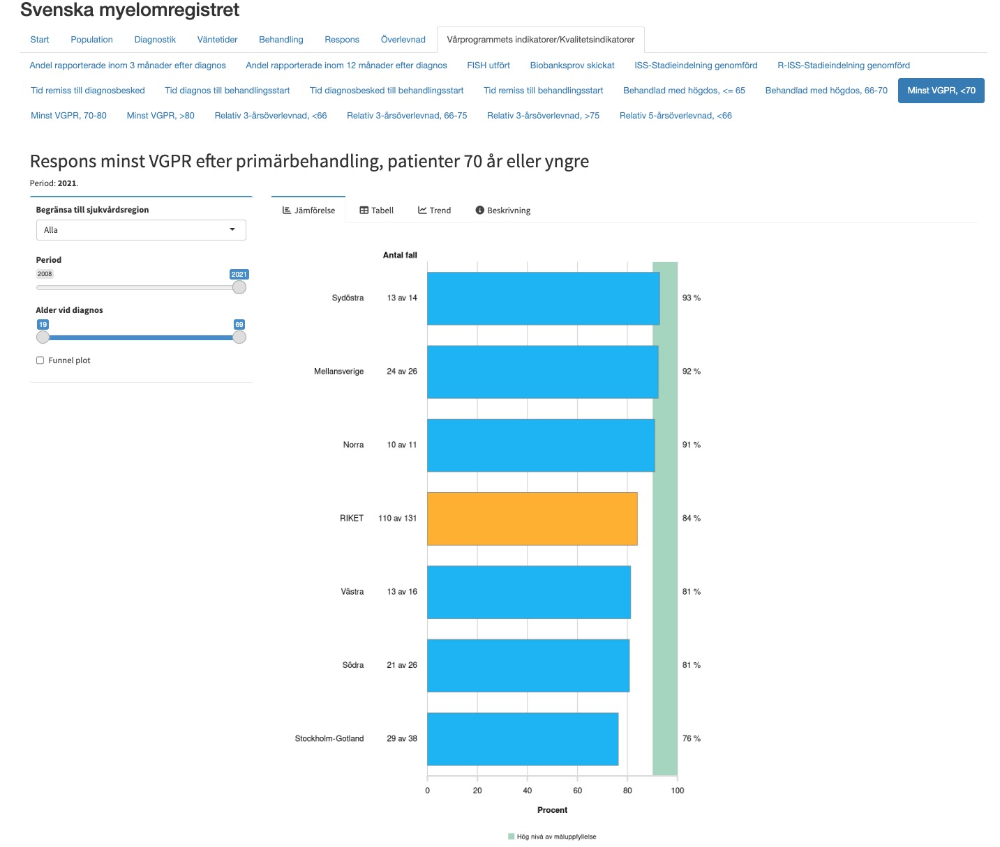 Svenska myelomregistret
Start Population Diagnostik Väntetider Behandling Respons Överlevnad Vårprogrammets indikatorer/Kvalitetsindikatorer
Andel rapporterade inom 3 månader efter diagnos Andel rapporterade inom 12 månader efter diagnos FISH utfört Biobanksprov skickat ISS-Stadieindelning genomförd R-ISS-Stadieindelning genomförd
Tid remiss till diagnosbesked Tid diagnos till behandlingsstart Tid diagnosbesked till behandlingsstart Tid remiss till behandlingsstart Behandlad med högdos, <= 65 Behandlad med högdos, 66-70 Minst VGPR, <70
Minst VGPR, 70-80 Minst VGPR, >80 Relativ 3-årsöverlevnad, <66 Relativ 3-årsöverlevnad, 66-75 Relativ 3-årsöverlevnad, >75 Relativ 5-årsöverlevnad, <66
Respons minst VGPR efter primärbehandling, patienter 70 år eller yngre
Period: 2021.
Begränsa till sjukvårdsregion
Alla
Period
2008 2021
Alder vid diagnos
19 69
Funnel plot
Jämförelse Tabell Trend Beskrivning
Antal fall
Sydöstra 13 av 14 93 %
Mellansverige 24 av 26 92 %
Norra 10 av 11 91 %
RIKET 110 av 131 84 %
Västra 13 av 16 81 %
Södra 21 av 26 81 %
Stockholm-Gotland 29 av 38 76 %
0 20 40 60 80 100
Procent
Hög nivå av måluppfyllelse